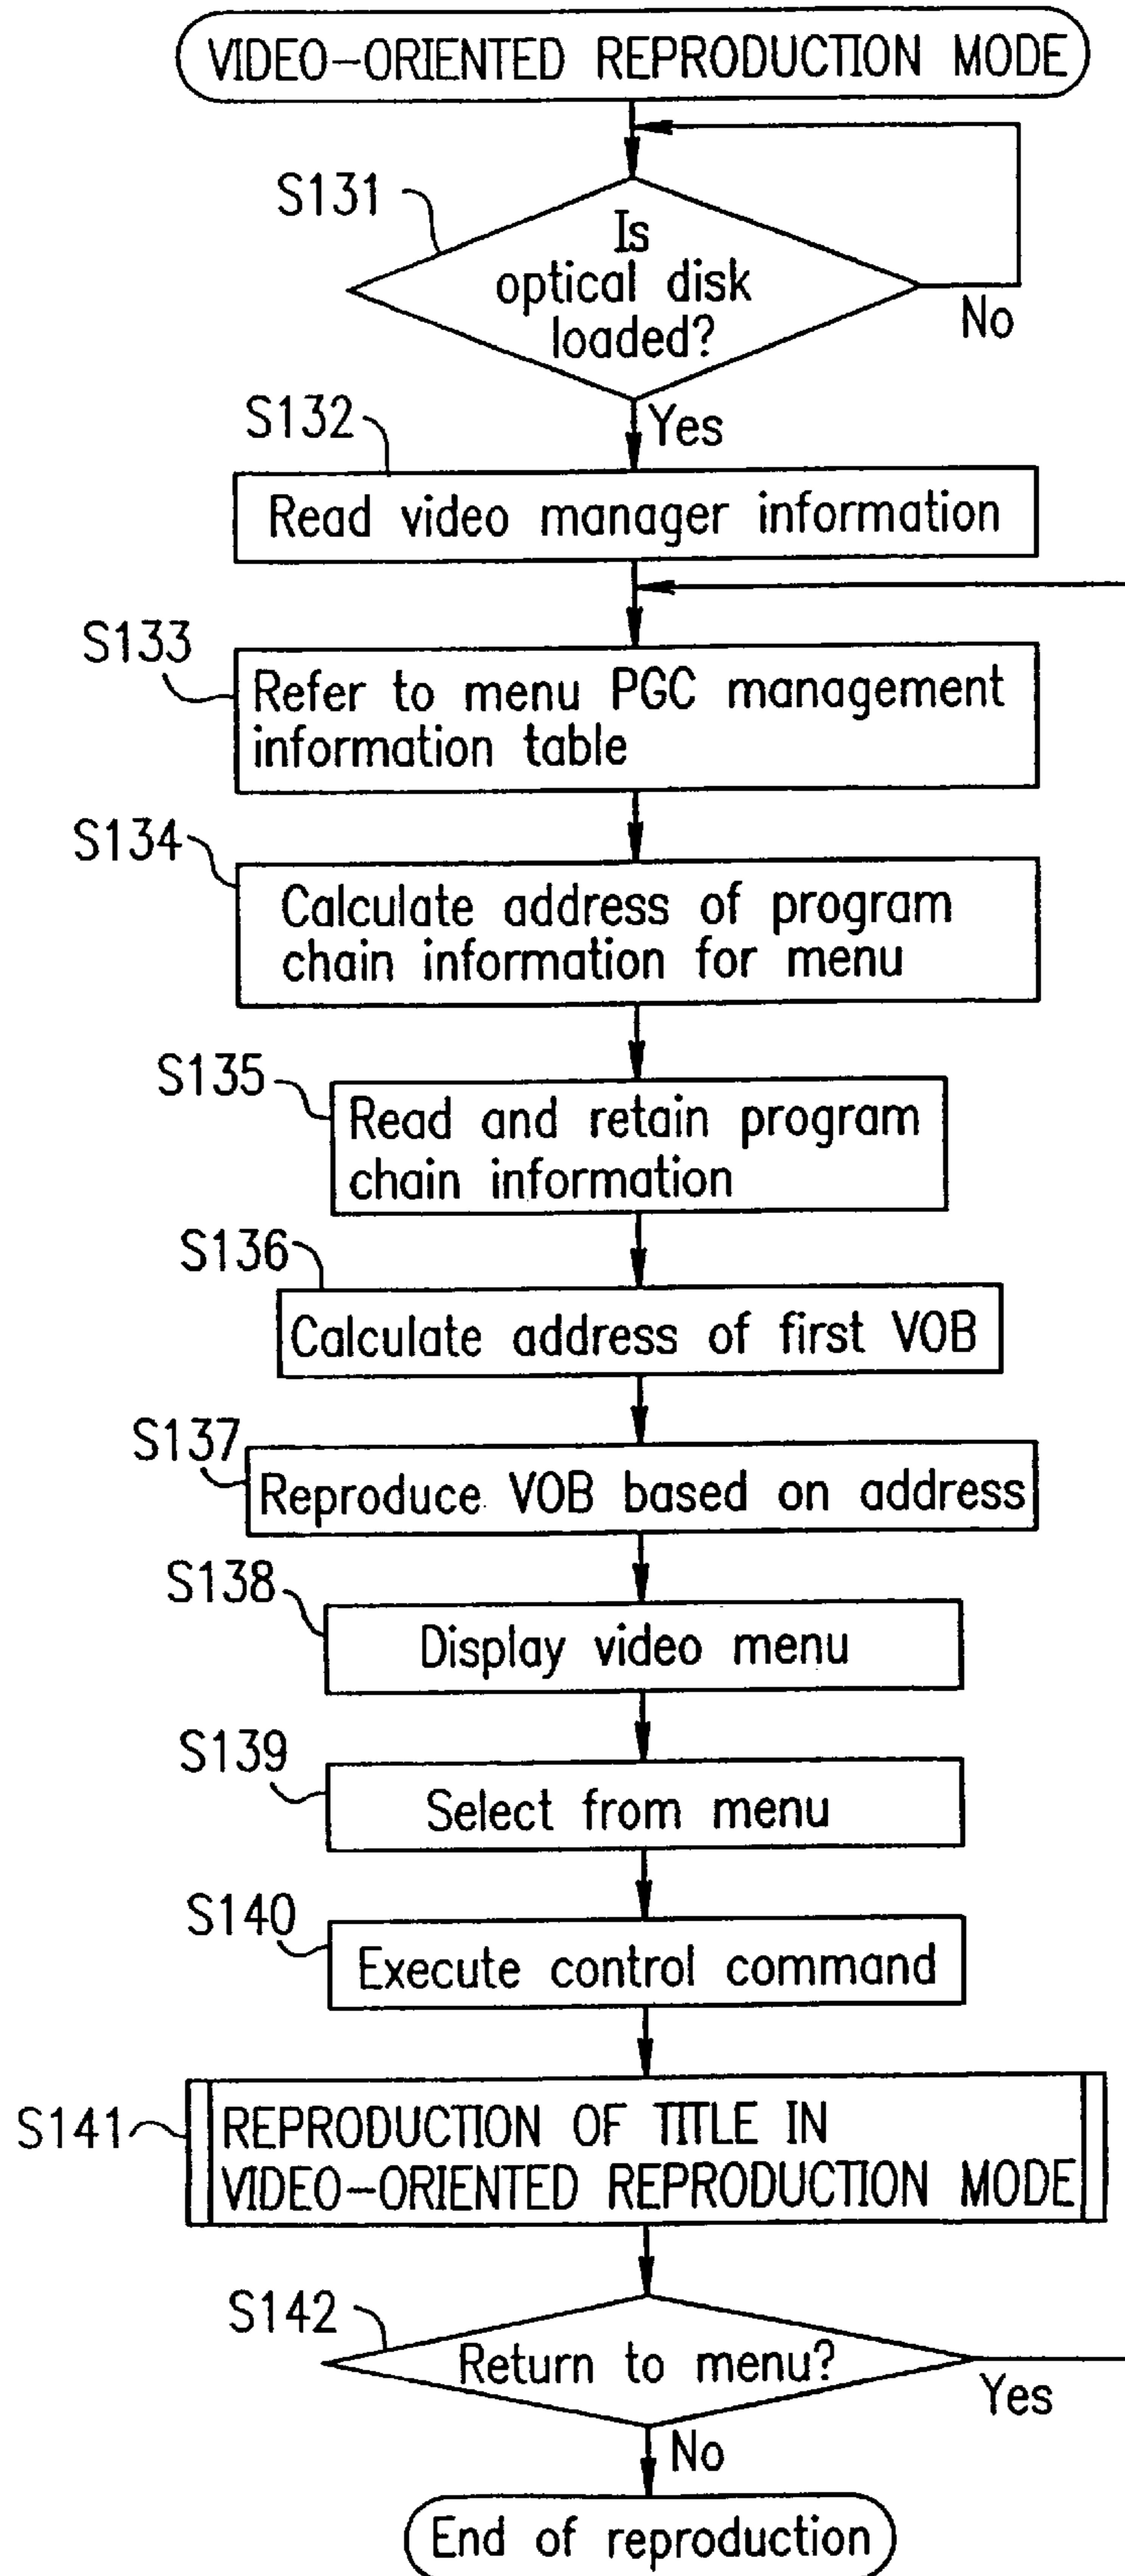 VIDEO-ORIENTED REPRODUCTION MODE
S131
Is
optical disk
loaded?
No
Yes
S132
Read video manager information
S133
Refer to menu PGC management
information table
S134
Calculate address of program
chain information for menu
S135
Read and retain program
chain information
S136
Calculate address of first VOB
S137
Reproduce VOB based on address
S138
Display video menu
S139
Select from menu
S140
Execute control command
S141
REPRODUCTION OF TITLE IN
VIDEO-ORIENTED REPRODUCTION MODE
S142
Return to menu?
Yes
No
End of reproduction